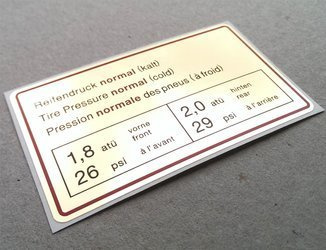 Reifendruck normal (kalt)
Tire Pressure normal (cold)
Pression normale des pneus (à froid)
1,8 atü vorne
front
26 psi à l'avant
2,0 atü hinten
rear
29 psi à l'arrière